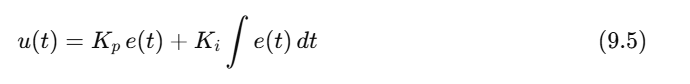 u(t) = K_p e(t) + K_i ∫ e(t) dt (9.5)